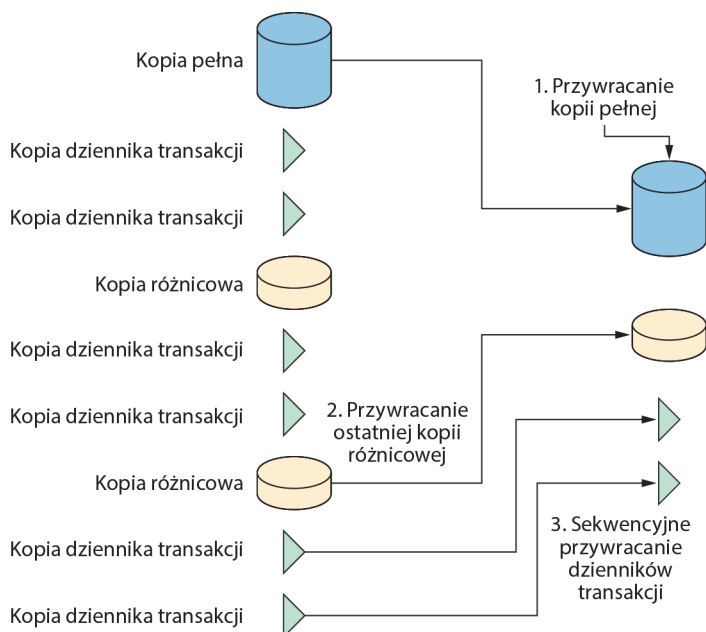 Kopia pełna
1. Przywracanie
kopii pełnej
Kopia dziennika transakcji
Kopia dziennika transakcji
Kopia różnicowa
Kopia dziennika transakcji
Kopia dziennika transakcji
2. Przywracanie
ostatniej kopii
różnicowej
Kopia różnicowa
3. Sekwencyjne
przywracanie
dzienników
transakcji
Kopia dziennika transakcji
Kopia dziennika transakcji